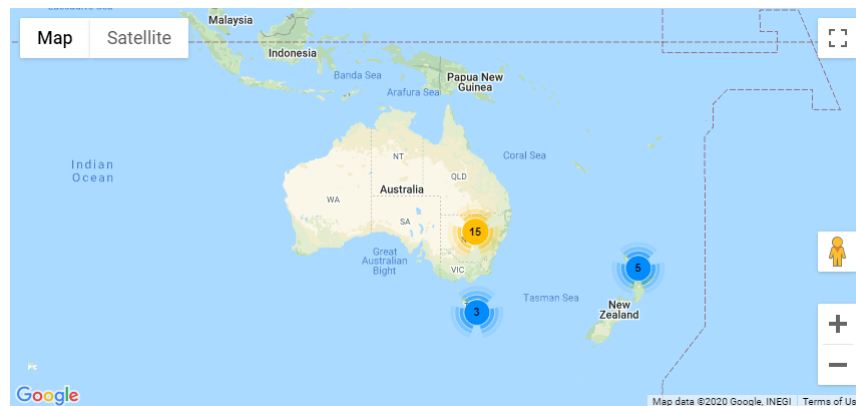 Malaysia
Map
Satellite
Indonesia
Banda Sea
Papua New
Guinea
Arafura Sea
Indian
Ocean
NT
Coral Sea
QLD
Australia
WA
SA
15
Great
Australian
Bight
VIC
5
3
Tasman Sea
New
Zealand
Google
Map data ©2020 Google, INEGI
Terms of Us